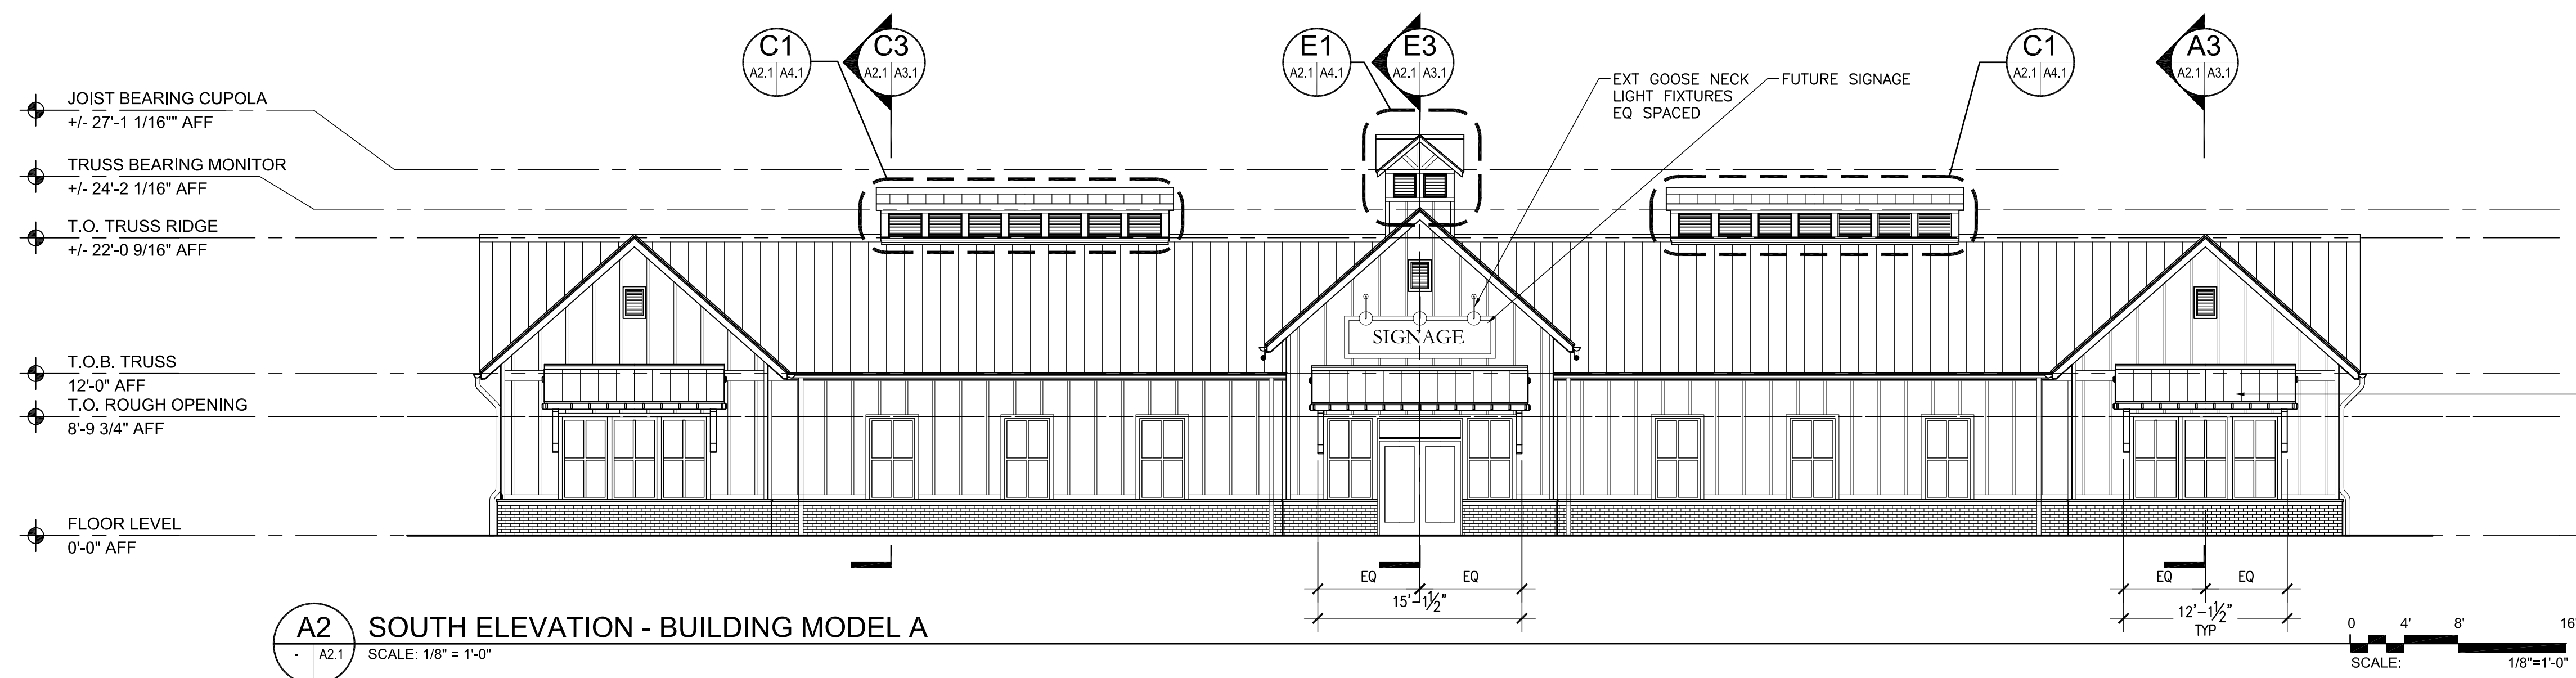 C1
A2.1 A4.1
C3
A2.1 A3.1
E1
A2.1 A4.1
E3
A2.1 A3.1
C1
A2.1 A4.1
A3
A2.1 A3.1
EXT GOOSE NECK
LIGHT FIXTURES
EQ SPACED
FUTURE SIGNAGE
JOIST BEARING CUPOLA
+/- 27'-1 1/16"" AFF
TRUSS BEARING MONITOR
+/- 24'-2 1/16" AFF
T.O. TRUSS RIDGE
+/- 22'-0 9/16" AFF
SIGNAGE
T.O.B. TRUSS
12'-0" AFF
T.O. ROUGH OPENING
8'-9 3/4" AFF
FLOOR LEVEL
0'-0" AFF
EQ EQ
15'-1½"
EQ EQ
12'-1½"
TYP
A2
- A2.1
SOUTH ELEVATION - BUILDING MODEL A
SCALE: 1/8" = 1'-0"
0 4' 8' 16
SCALE: 1/8"=1'-0"